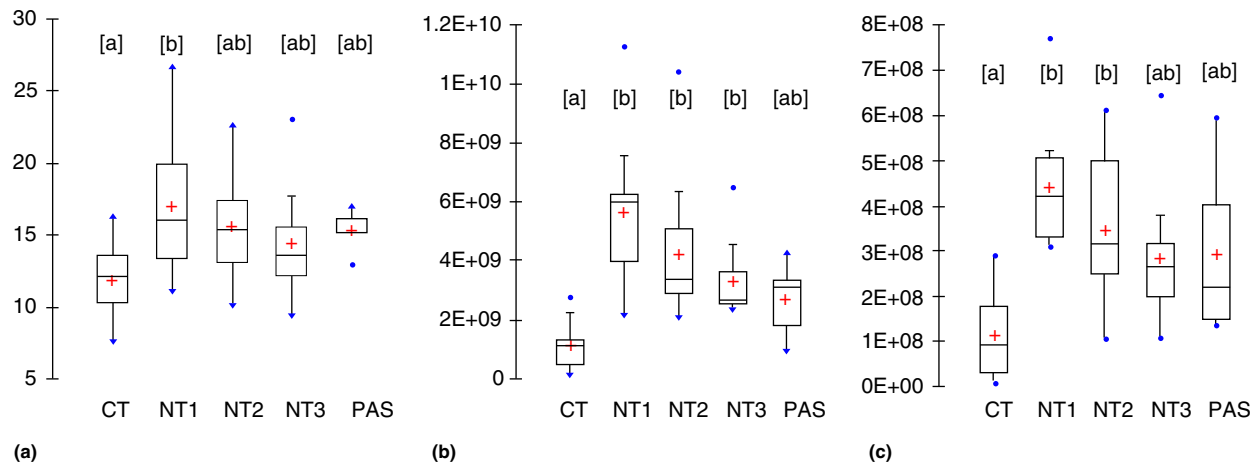 30
25
20
15
10
5
[a] [b] [ab] [ab] [ab]
CT NT1 NT2 NT3 PAS
(a)
1.2E+10
1E+10
8E+09
6E+09
4E+09
2E+09
0
[a] [b] [b] [b] [ab]
CT NT1 NT2 NT3 PAS
(b)
8E+08
7E+08
6E+08
5E+08
4E+08
3E+08
2E+08
1E+08
0E+00
[a] [b] [b] [ab] [ab]
CT NT1 NT2 NT3 PAS
(c)